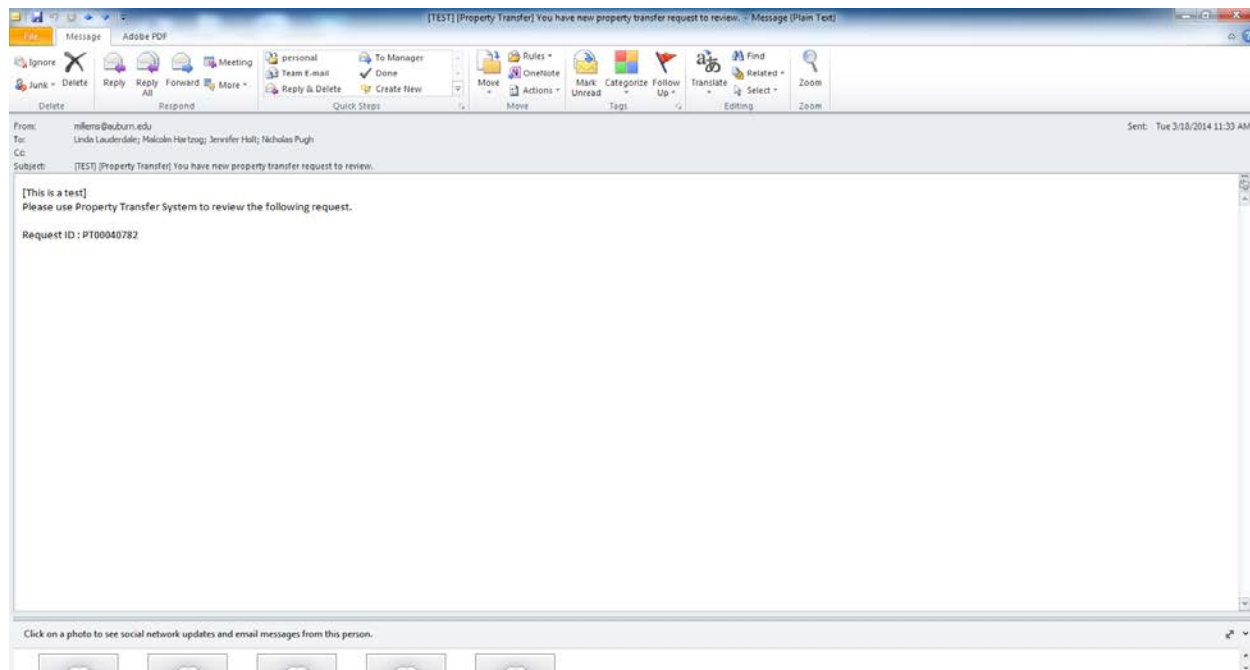 [TEST] [Property Transfer] You have new property transfer request to review. - Message (Plain Text)
File Message Adobe PDF
Ignore
Junk
Delete
Reply
Reply All
Forward
Meeting
More
personal
Team E-mail
Reply & Delete
To Manager
Done
Create New
Move
Rules
OneNote
Actions
Mark Unread
Categorize
Follow Up
Translate
Find
Related
Select
Zoom
Delete Respond Quick Steps Move Tags Editing Zoom
From: millems@auburn.edu Sent: Tue 3/18/2014 11:33 AM
To: Linda Lauderdale; Malcolm Hartzog; Jennifer Holt; Nicholas Pugh
Cc
Subject: [TEST] [Property Transfer] You have new property transfer request to review.
[This is a test]
Please use Property Transfer System to review the following request.
Request ID : PT00040782
Click on a photo to see social network updates and email messages from this person.